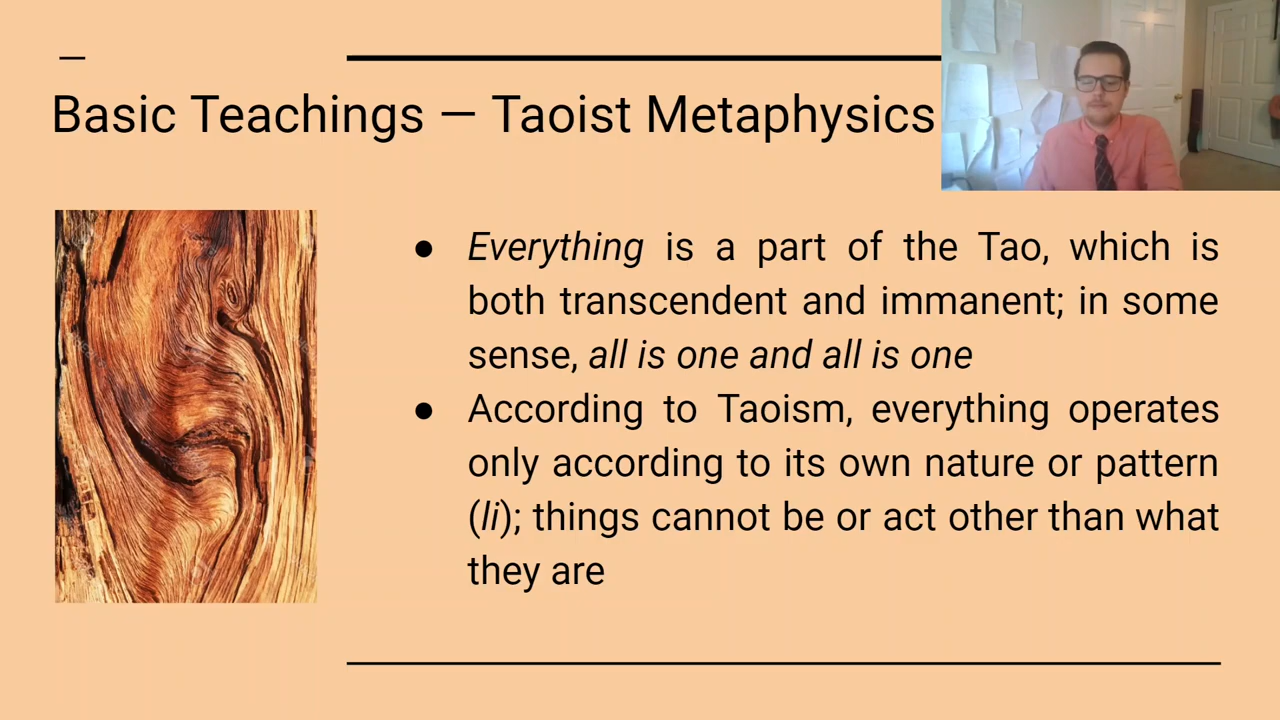 Basic Teachings — Taoist Metaphysics
● Everything is a part of the Tao, which is
both transcendent and immanent; in some
sense, all is one and all is one
● According to Taoism, everything operates
only according to its own nature or pattern
(li); things cannot be or act other than what
they are